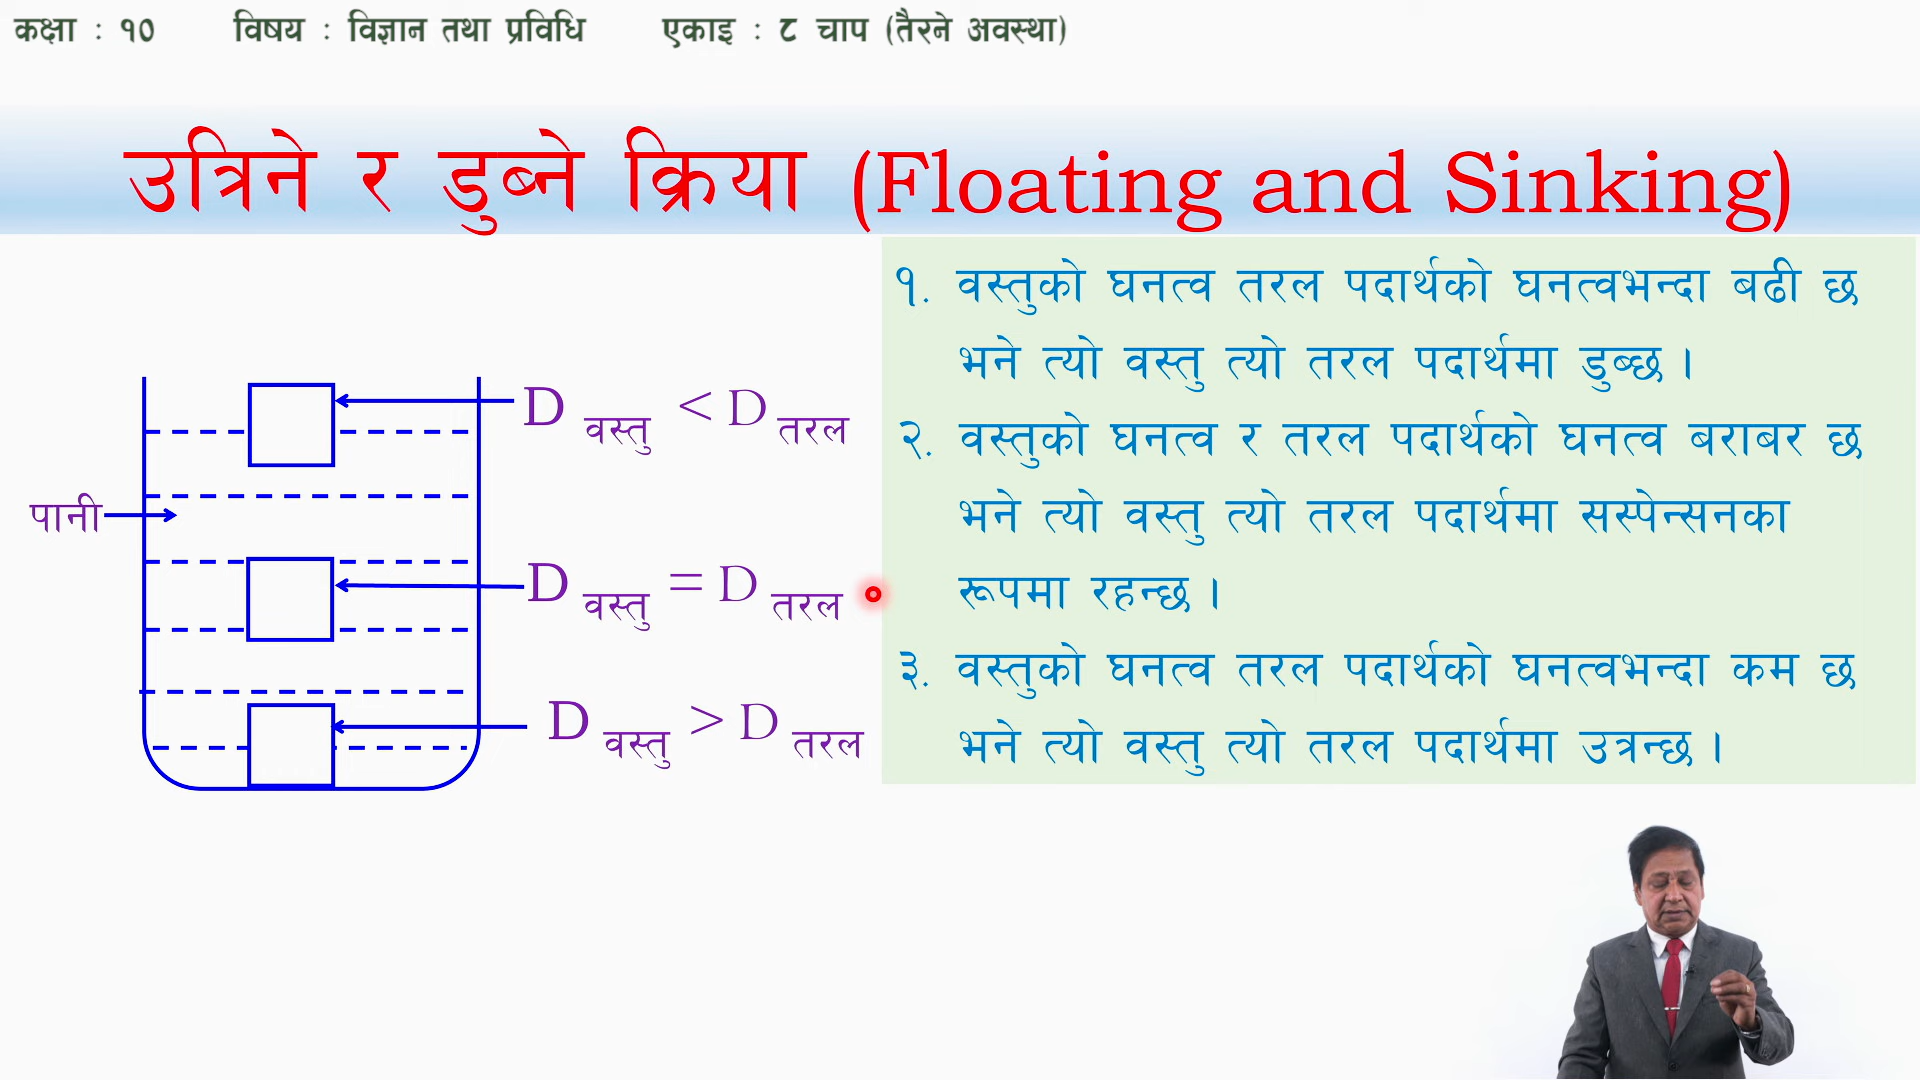 कक्षा : १० विषय : विज्ञान तथा प्रविधि एकाइ : ८ चाप (तैरने अवस्था)
उत्रिने र डुब्ने क्रिया (Floating and Sinking)
D वस्तु < D तरल
पानी
D वस्तु = D तरल
D वस्तु > D तरल
१. वस्तुको घनत्व तरल पदार्थको घनत्वभन्दा बढी छ
भने त्यो वस्तु त्यो तरल पदार्थमा डुब्छ ।
२. वस्तुको घनत्व र तरल पदार्थको घनत्व बराबर छ
भने त्यो वस्तु त्यो तरल पदार्थमा सस्पेन्सनका
रूपमा रहन्छ ।
३. वस्तुको घनत्व तरल पदार्थको घनत्वभन्दा कम छ
भने त्यो वस्तु त्यो तरल पदार्थमा उत्रन्छ ।